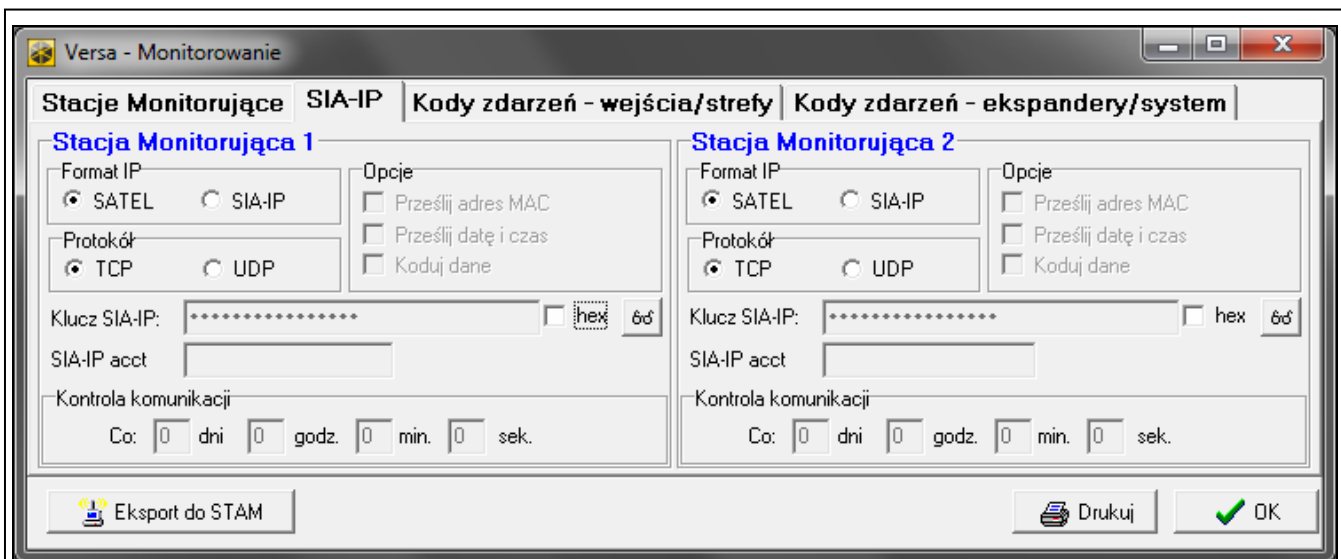 Versa - Monitorowanie
Stacje Monitorujące SIA-IP Kody zdarzeń - wejścia/strefy Kody zdarzeń - ekspandery/system
Stacja Monitorująca 1
Format IP
SATEL SIA-IP
Opcje
Prześlij adres MAC
Prześlij datę i czas
Koduj dane
Protokół
TCP UDP
Klucz SIA-IP: **************** hex
SIA-IP acct
Kontrola komunikacji
Co: 0 dni 0 godz. 0 min. 0 sek.
Stacja Monitorująca 2
Format IP
SATEL SIA-IP
Opcje
Prześlij adres MAC
Prześlij datę i czas
Koduj dane
Protokół
TCP UDP
Klucz SIA-IP: **************** hex
SIA-IP acct
Kontrola komunikacji
Co: 0 dni 0 godz. 0 min. 0 sek.
Eksport do STAM Drukuj OK